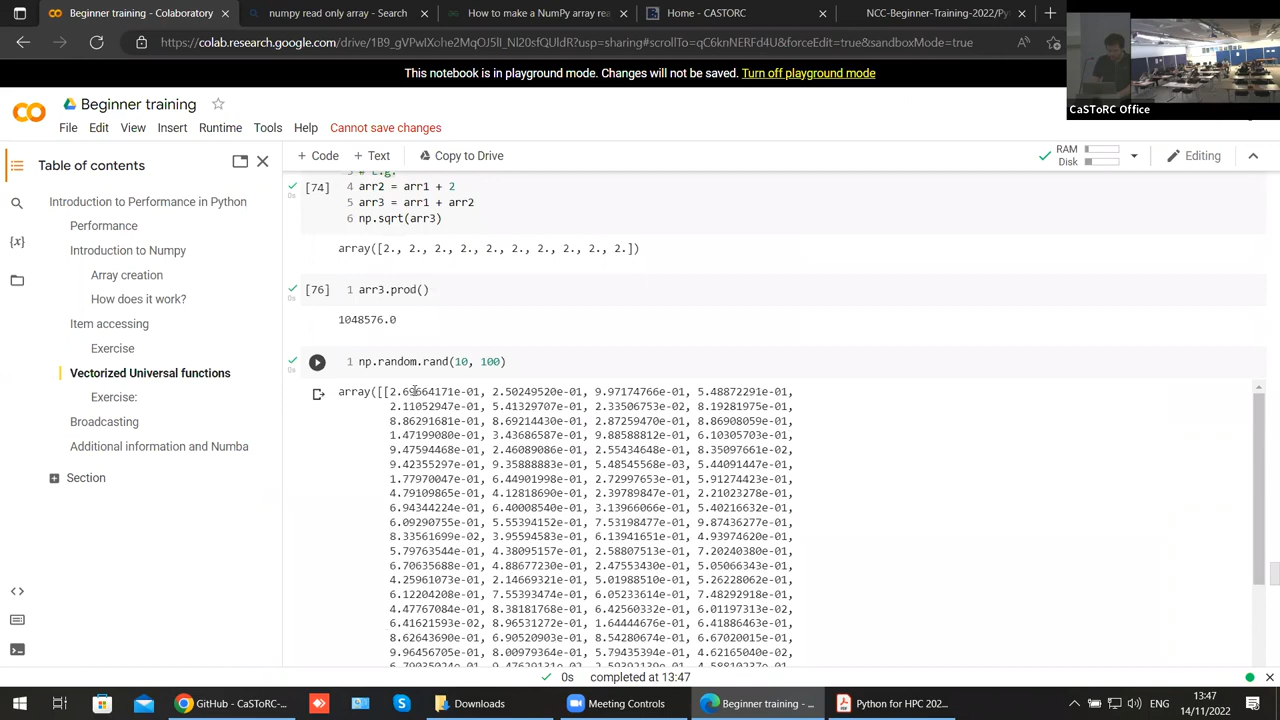 Beginner training - Colaboratory
numpy read only array - Search
How to make a NumPy array rea
Home - CASTORC
NCC-Beginner-Training-2022/Pyt
This notebook is in playground mode. Changes will not be saved. Turn off playground mode
CaSToRC Office
Beginner training
File Edit View Insert Runtime Tools Help Cannot save changes
+ Code + Text Copy to Drive
RAM
Disk
Editing
Table of contents
Introduction to Performance in Python
Performance
Introduction to Numpy
Array creation
How does it work?
Item accessing
Exercise
Vectorized Universal functions
Exercise:
Broadcasting
Additional information and Numba
Section
[74]
4 arr2 = arr1 + 2
5 arr3 = arr1 + arr2
6 np.sqrt(arr3)
array([2., 2., 2., 2., 2., 2., 2., 2., 2., 2.])
[76] 1 arr3.prod()
1048576.0
1 np.random.rand(10, 100)
array([[2.69664171e-01, 2.50249520e-01, 9.97174766e-01, 5.48872291e-01,
2.11052947e-01, 5.41329707e-01, 2.33506753e-02, 8.19281975e-01,
8.86291681e-01, 8.69214430e-01, 2.87259470e-01, 8.86908059e-01,
1.47199080e-01, 3.43686587e-01, 9.88588812e-01, 6.10305703e-01,
9.47594468e-01, 2.46089086e-01, 2.55434648e-01, 8.35097661e-02,
9.42355297e-01, 9.35888883e-01, 5.48545568e-03, 5.44091447e-01,
1.77970047e-01, 6.44901998e-01, 2.72997653e-01, 5.91274423e-01,
4.79109865e-01, 4.12818690e-01, 2.39789847e-01, 2.21023278e-01,
6.94344224e-01, 6.40008540e-01, 3.13966066e-01, 5.40216632e-01,
6.09290755e-01, 5.55394152e-01, 7.53198477e-01, 9.87436277e-01,
8.33561699e-02, 3.95594583e-01, 6.13941651e-01, 4.93974620e-01,
5.79763544e-01, 4.38095157e-01, 2.58807513e-01, 7.20240380e-01,
6.70635688e-01, 4.88677230e-01, 2.47553430e-01, 5.05066343e-01,
4.25961073e-01, 2.14669321e-01, 5.01988510e-01, 5.26228062e-01,
6.12204208e-01, 7.55393474e-01, 6.05233614e-01, 7.48292918e-01,
4.47767084e-01, 8.38181768e-01, 6.42560332e-01, 6.01197313e-02,
6.41621593e-02, 8.96531272e-01, 1.64444676e-01, 6.41886463e-01,
8.62643690e-01, 6.90520903e-01, 8.54280674e-01, 6.67020015e-01,
9.96456705e-01, 8.00979364e-01, 5.79435394e-01, 4.62165040e-02,
0s completed at 13:47
GitHub - CaSToRC-...
Downloads
Meeting Controls
Beginner training - ...
Python for HPC 202...
ENG
13:47
14/11/2022